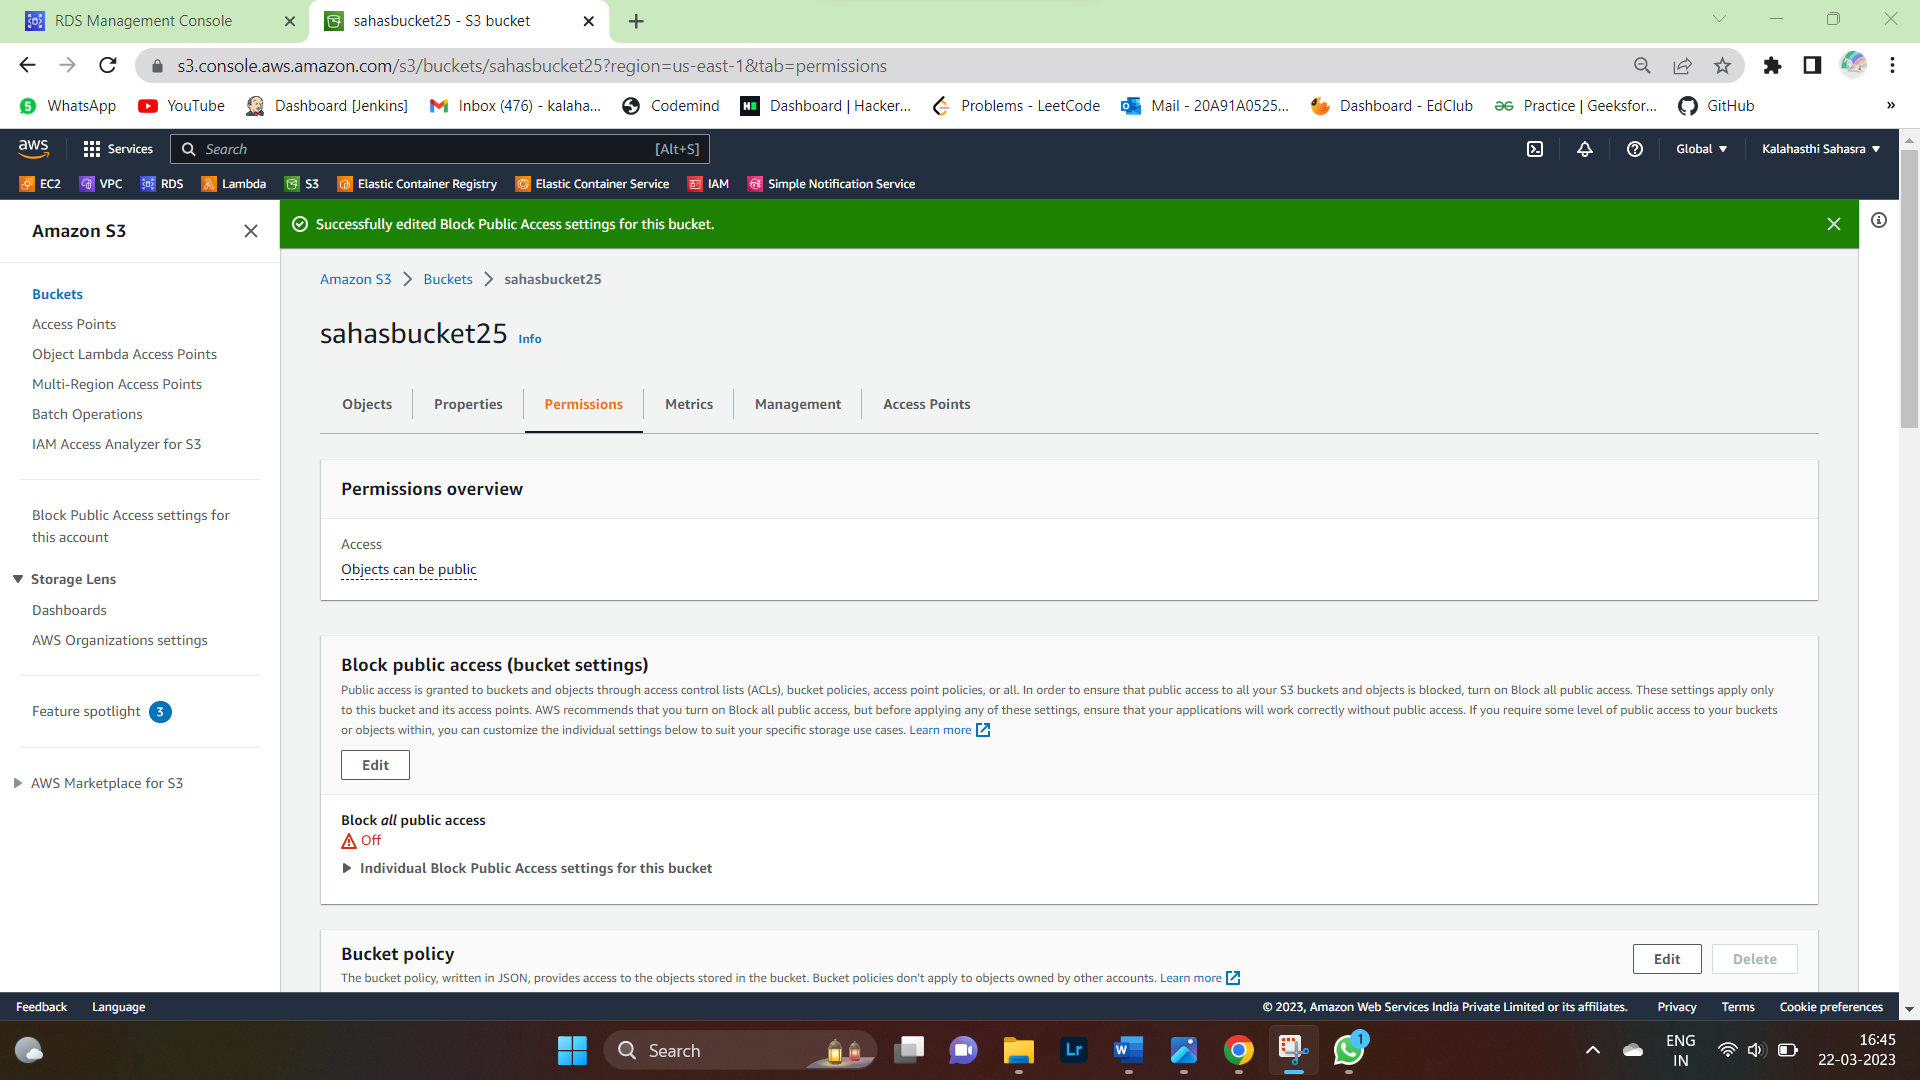 RDS Management Console
sahasbucket25 - S3 bucket
s3.console.aws.amazon.com/s3/buckets/sahasbucket25?region=us-east-1&tab=permissions
5 WhatsApp YouTube Dashboard [Jenkins] Inbox (476) - kalaha... Codemind Dashboard | Hacker... Problems - LeetCode Mail - 20A91A0525... Dashboard - EdClub Practice | Geeksfor... GitHub »
aws Services Search [Alt+S] Global Kalahasthi Sahasra
EC2 VPC RDS Lambda S3 Elastic Container Registry Elastic Container Service IAM Simple Notification Service
Amazon S3
Buckets
Access Points
Object Lambda Access Points
Multi-Region Access Points
Batch Operations
IAM Access Analyzer for S3
Block Public Access settings for
this account
Storage Lens
Dashboards
AWS Organizations settings
Feature spotlight 3
AWS Marketplace for S3
Successfully edited Block Public Access settings for this bucket.
Amazon S3 > Buckets > sahasbucket25
sahasbucket25 Info
Objects Properties Permissions Metrics Management Access Points
Permissions overview
Access
Objects can be public
Block public access (bucket settings)
Public access is granted to buckets and objects through access control lists (ACLs), bucket policies, access point policies, or all. In order to ensure that public access to all your S3 buckets and objects is blocked, turn on Block all public access. These settings apply only
to this bucket and its access points. AWS recommends that you turn on Block all public access, but before applying any of these settings, ensure that your applications will work correctly without public access. If you require some level of public access to your buckets
or objects within, you can customize the individual settings below to suit your specific storage use cases. Learn more
Edit
Block all public access
Off
Individual Block Public Access settings for this bucket
Bucket policy
Edit Delete
The bucket policy, written in JSON, provides access to the objects stored in the bucket. Bucket policies don't apply to objects owned by other accounts. Learn more
Feedback Language © 2023, Amazon Web Services India Private Limited or its affiliates. Privacy Terms Cookie preferences
Search
Lr
W
1
ENG
IN
16:45
22-03-2023